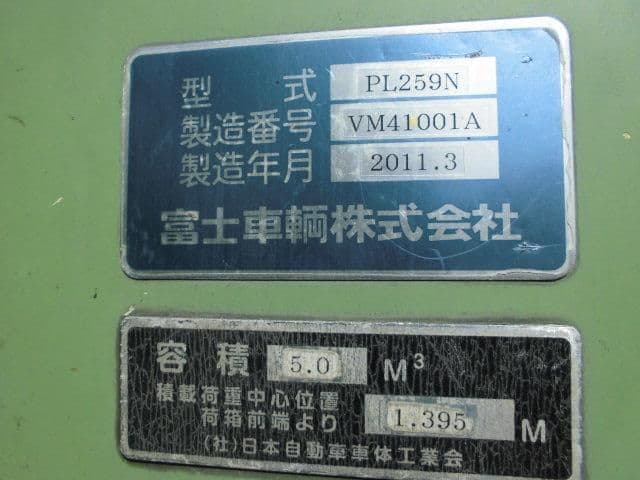 型式 PL259N
製造番号 VM41001A
製造年月 2011.3
富士車輌株式会社
容積 5.0 M³
積載荷重中心位置
荷箱前端より 1.395 M
(社)日本自動車車体工業会